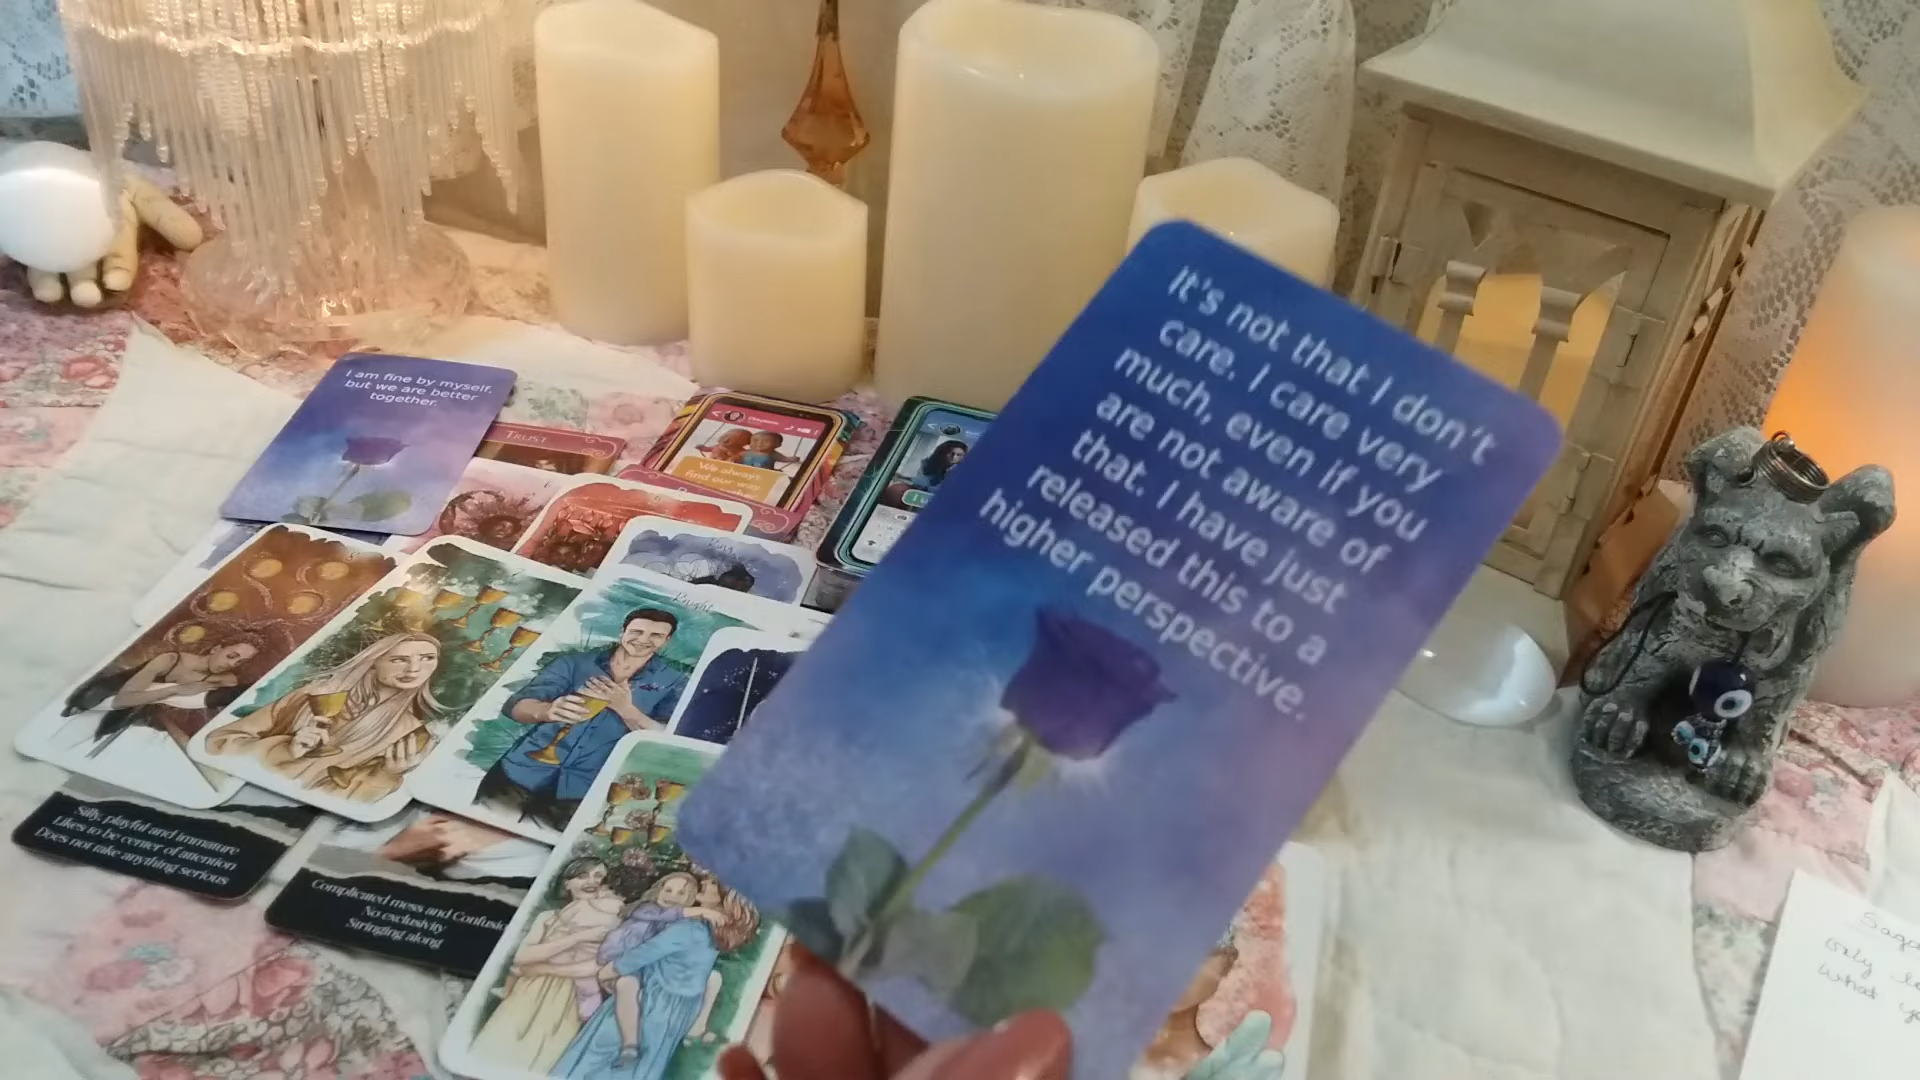 It's not that I don't
care. I care very
much, even if you
are not aware of
that. I have just
released this to a
higher perspective.
I am fine by myself,
but we are better
together.
TRUST
We always
find our way
Knight
Silly, playful and immature
Likes to be center of attention
Does not take anything serious
Complicated mess and
No exclusivity
Stringing along
only
what